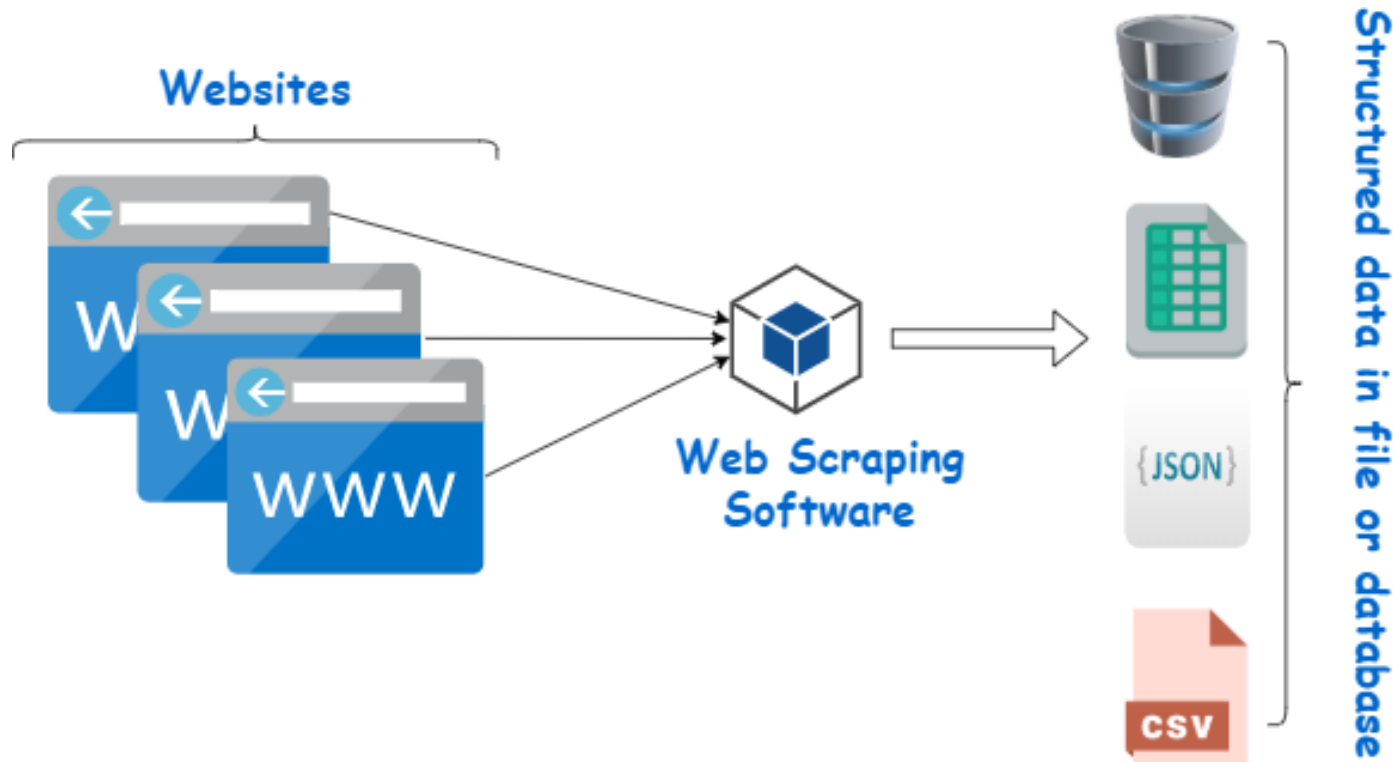 Websites
W
W
WWW
Web Scraping
Software
{JSON}
CSV
Structured data in file or database